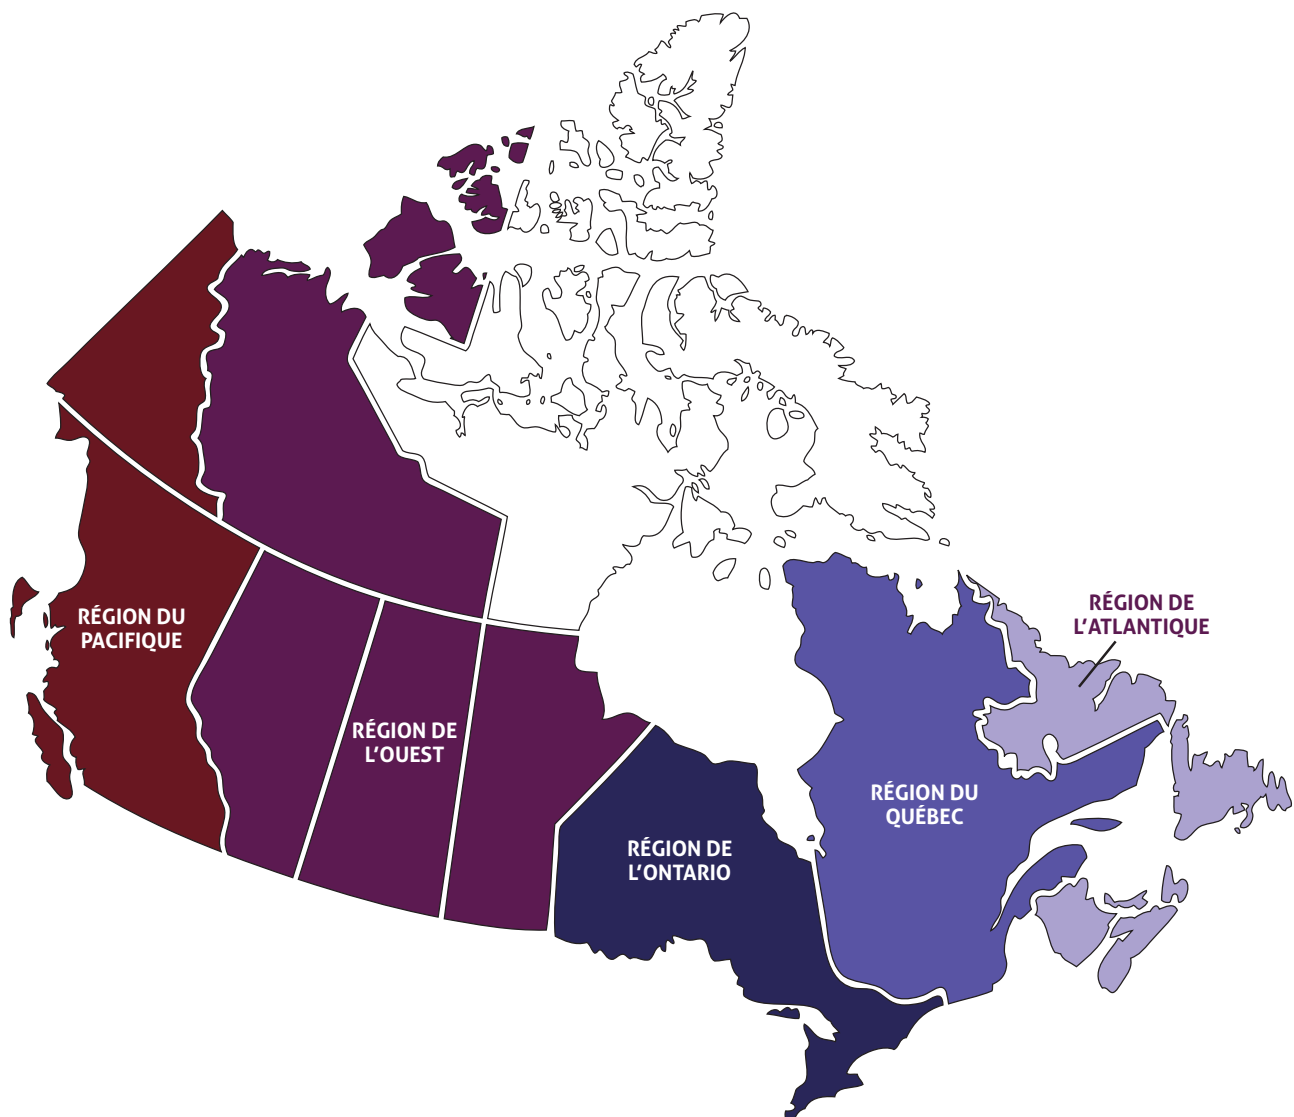 RÉGION DU
PACIFIQUE
RÉGION DE
L'OUEST
RÉGION DE
L'ONTARIO
RÉGION DU
QUÉBEC
RÉGION DE
L'ATLANTIQUE